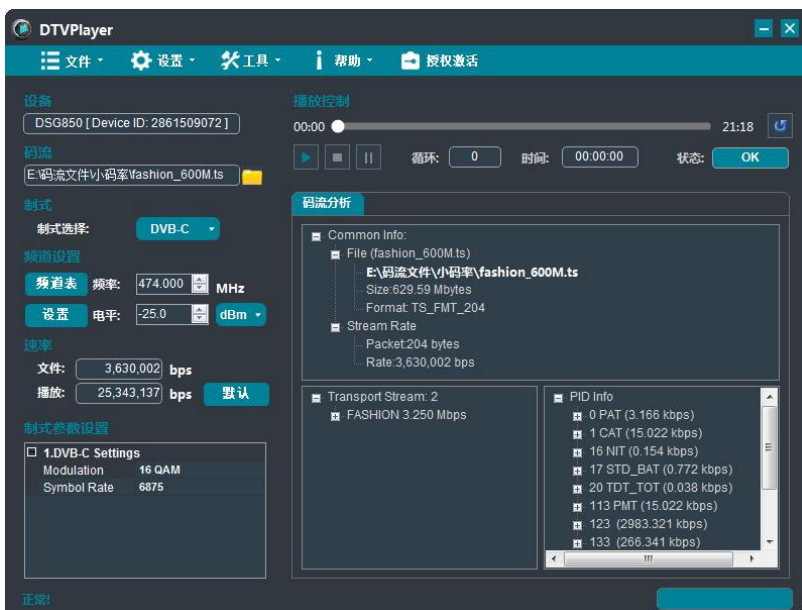 DTVPlayer
文件 设置 工具 帮助 授权激活
设备
DSG850 [ Device ID: 2861509072 ]
码流
E:\码流文件\小码率\fashion_600M.ts
制式
制式选择: DVB-C
频道设置
频道表 频率: 474.000 MHz
设置 电平: -25.0 dBm
速率
文件: 3,630,002 bps
播放: 25,343,137 bps 默认
制式参数设置
1.DVB-C Settings
Modulation 16 QAM
Symbol Rate 6875
正常!
播放控制
00:00 21:18
循环: 0 时间: 00:00:00 状态: OK
码流分析
Common Info:
File (fashion_600M.ts)
E:\码流文件\小码率\fashion_600M.ts
Size:629.59 Mbytes
Format: TS_FMT_204
Stream Rate
Packet:204 bytes
Rate:3,630,002 bps
Transport Stream: 2
FASHION 3.250 Mbps
PID Info
0 PAT (3.166 kbps)
1 CAT (15.022 kbps)
16 NIT (0.154 kbps)
17 STD_BAT (0.772 kbps)
20 TDT_TOT (0.038 kbps)
113 PMT (15.022 kbps)
123 (2983.321 kbps)
133 (266.341 kbps)